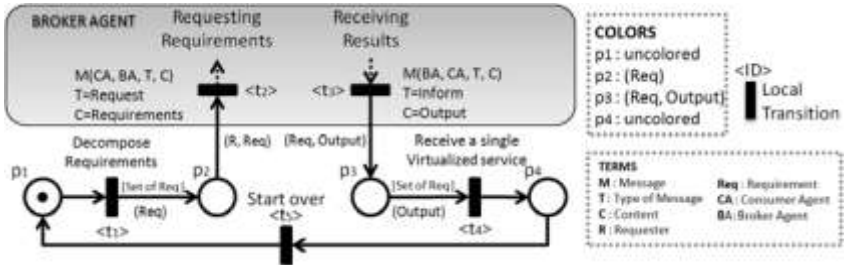 BROKER AGENT
Requesting
Requirements
Receiving
Results
M(CA, BA, T, C)
T=Request
C=Requirements
<t2>
<t3>
M(BA, CA, T, C)
T=Inform
C=Output
Decompose
Requirements
(R, Req)
(Req, Output)
Receive a single
Virtualized service
p1
[Set of Req]
(Req)
<t1>
p2
Start over
<t5>
p3
[Set of Req]
(Output)
<t4>
p4
COLORS
p1 : uncolored
p2 : (Req)
p3 : (Req, Output)
p4 : uncolored
<ID>
Local
Transition
TERMS
M : Message
T : Type of Message
C : Content
R : Requester
Req : Requirement
CA : Consumer Agent
BA: Broker Agent